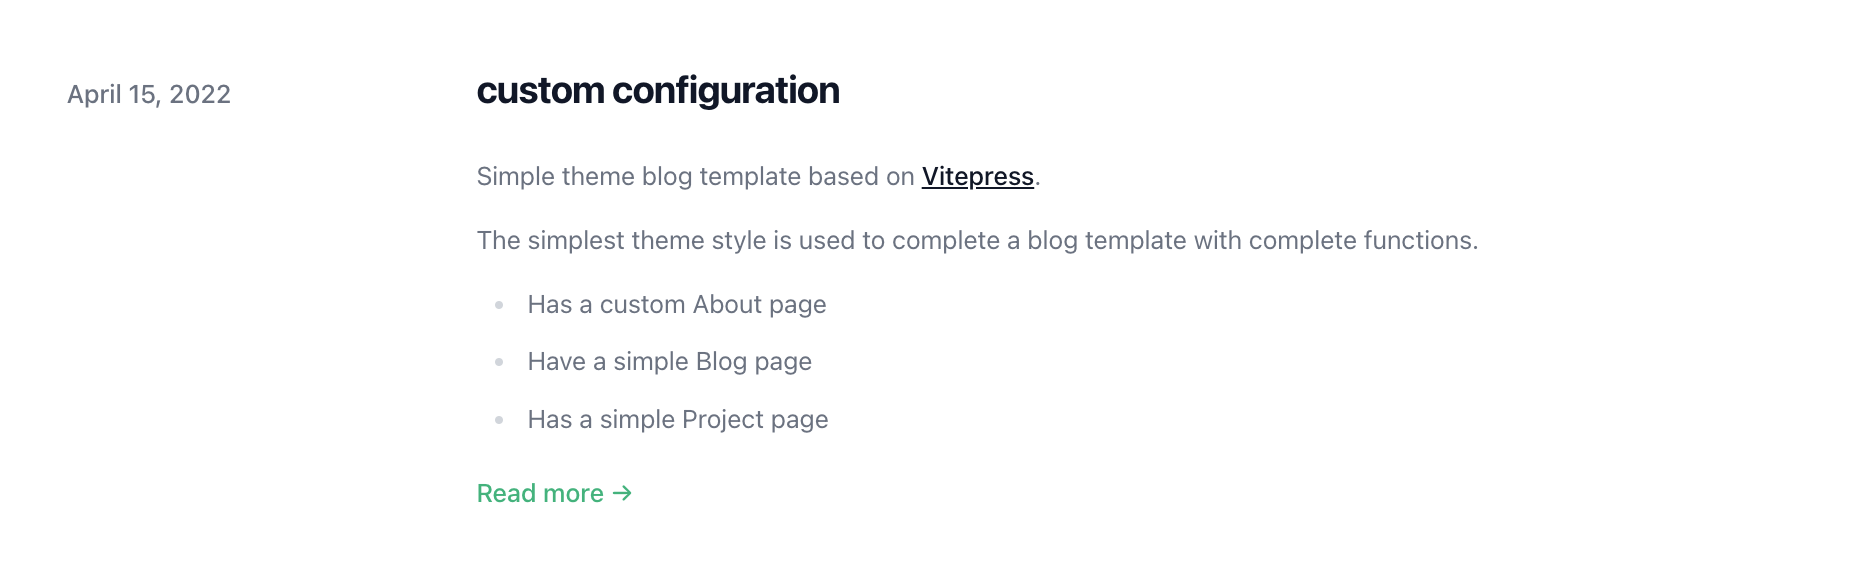 April 15, 2022
custom configuration
Simple theme blog template based on Vitepress.
The simplest theme style is used to complete a blog template with complete functions.
Has a custom About page
Have a simple Blog page
Has a simple Project page
Read more →